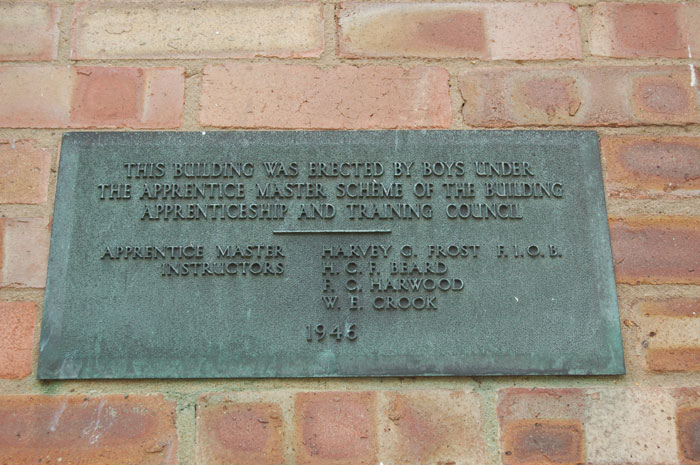 THIS BUILDING WAS ERECTED BY BOYS UNDER
THE APPRENTICE MASTER SCHEME OF THE BUILDING
APPRENTICESHIP AND TRAINING COUNCIL
APPRENTICE MASTER HARVEY G. FROST F.I.O.B.
INSTRUCTORS H. G. F. BEARD
F. G. HARWOOD
W. E. CROOK
1946